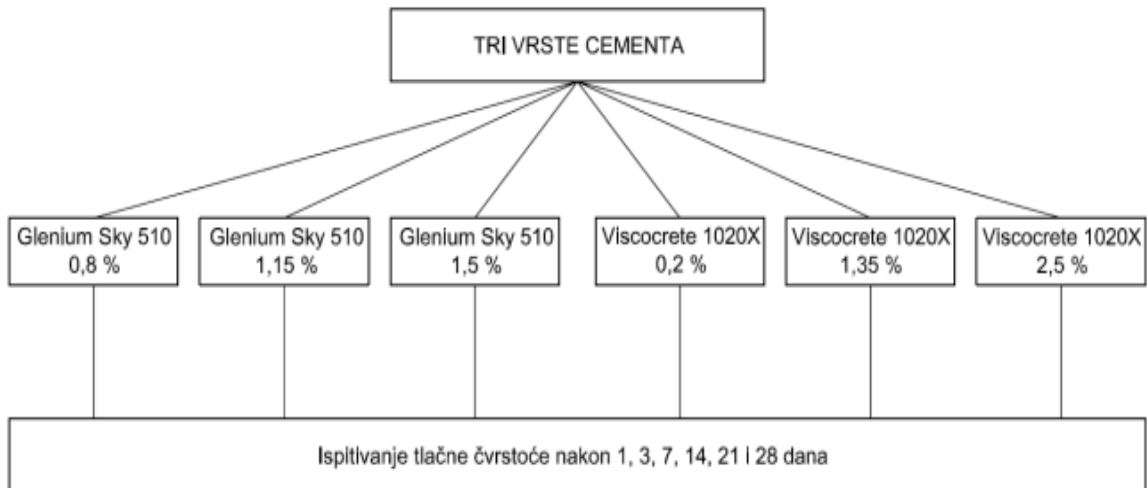 TRI VRSTE CEMENTA
Glenium Sky 510
0,8 %
Glenium Sky 510
1,15 %
Glenium Sky 510
1,5 %
Viscocrete 1020X
0,2 %
Viscocrete 1020X
1,35 %
Viscocrete 1020X
2,5 %
Ispitivanje tlačne čvrstoće nakon 1, 3, 7, 14, 21 i 28 dana